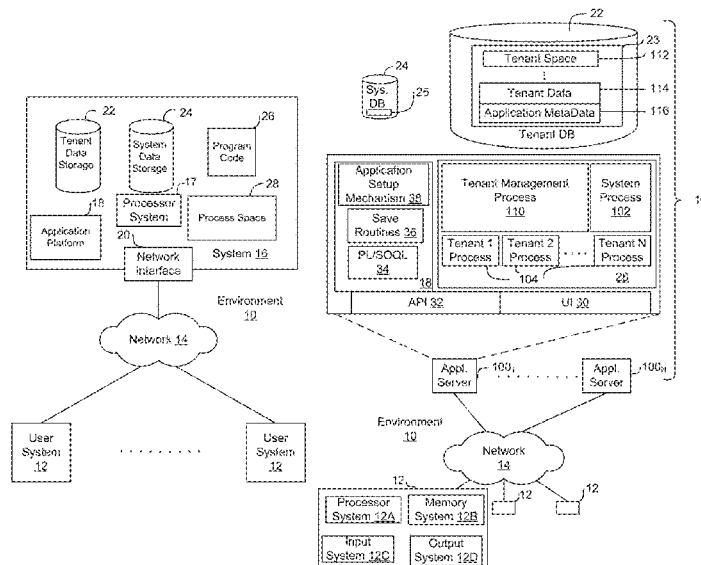 22
24
26
Tenant
Data
Storage
System
Data
Storage
Program
Code
17
28
18
Processor
System
Process Space
Application
Platform
20
System 16
Network
Interface
Environment
10
Network 14
User
System
12
User
System
12
22
23
Tenant Space
112
24
Sys.
DB
25
Tenant Data
114
Application MetaData
116
Tenant DB
Application
Setup
Mechanism 38
Tenant Management
Process
110
System
Process
102
Save
Routines 36
Tenant 1
Process
Tenant 2
Process
Tenant N
Process
PL/SOQL
34
104
18
28
API 32
UI 30
Appl.
Server
100₁
Appl.
Server
100N
Environment
10
Network
14
12
12
12
Processor
System 12A
Memory
System 12B
Input
System 12C
Output
System 12D